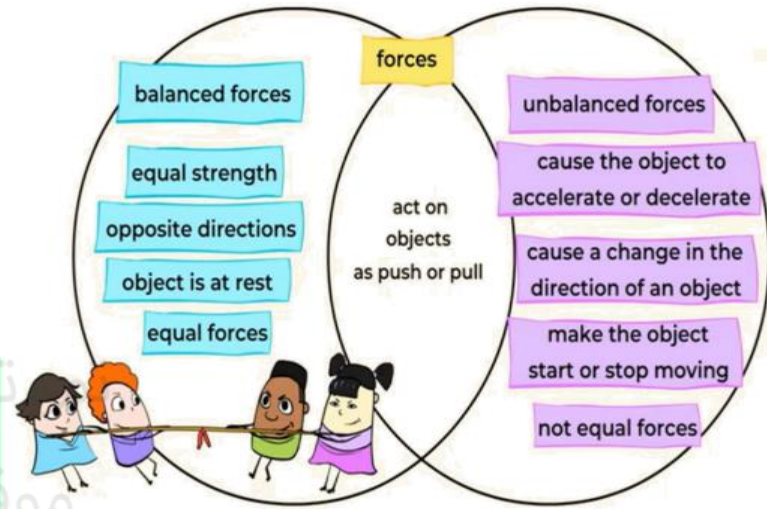 forces
balanced forces
equal strength
opposite directions
object is at rest
equal forces
act on
objects
as push or pull
unbalanced forces
cause the object to
accelerate or decelerate
cause a change in the
direction of an object
make the object
start or stop moving
not equal forces